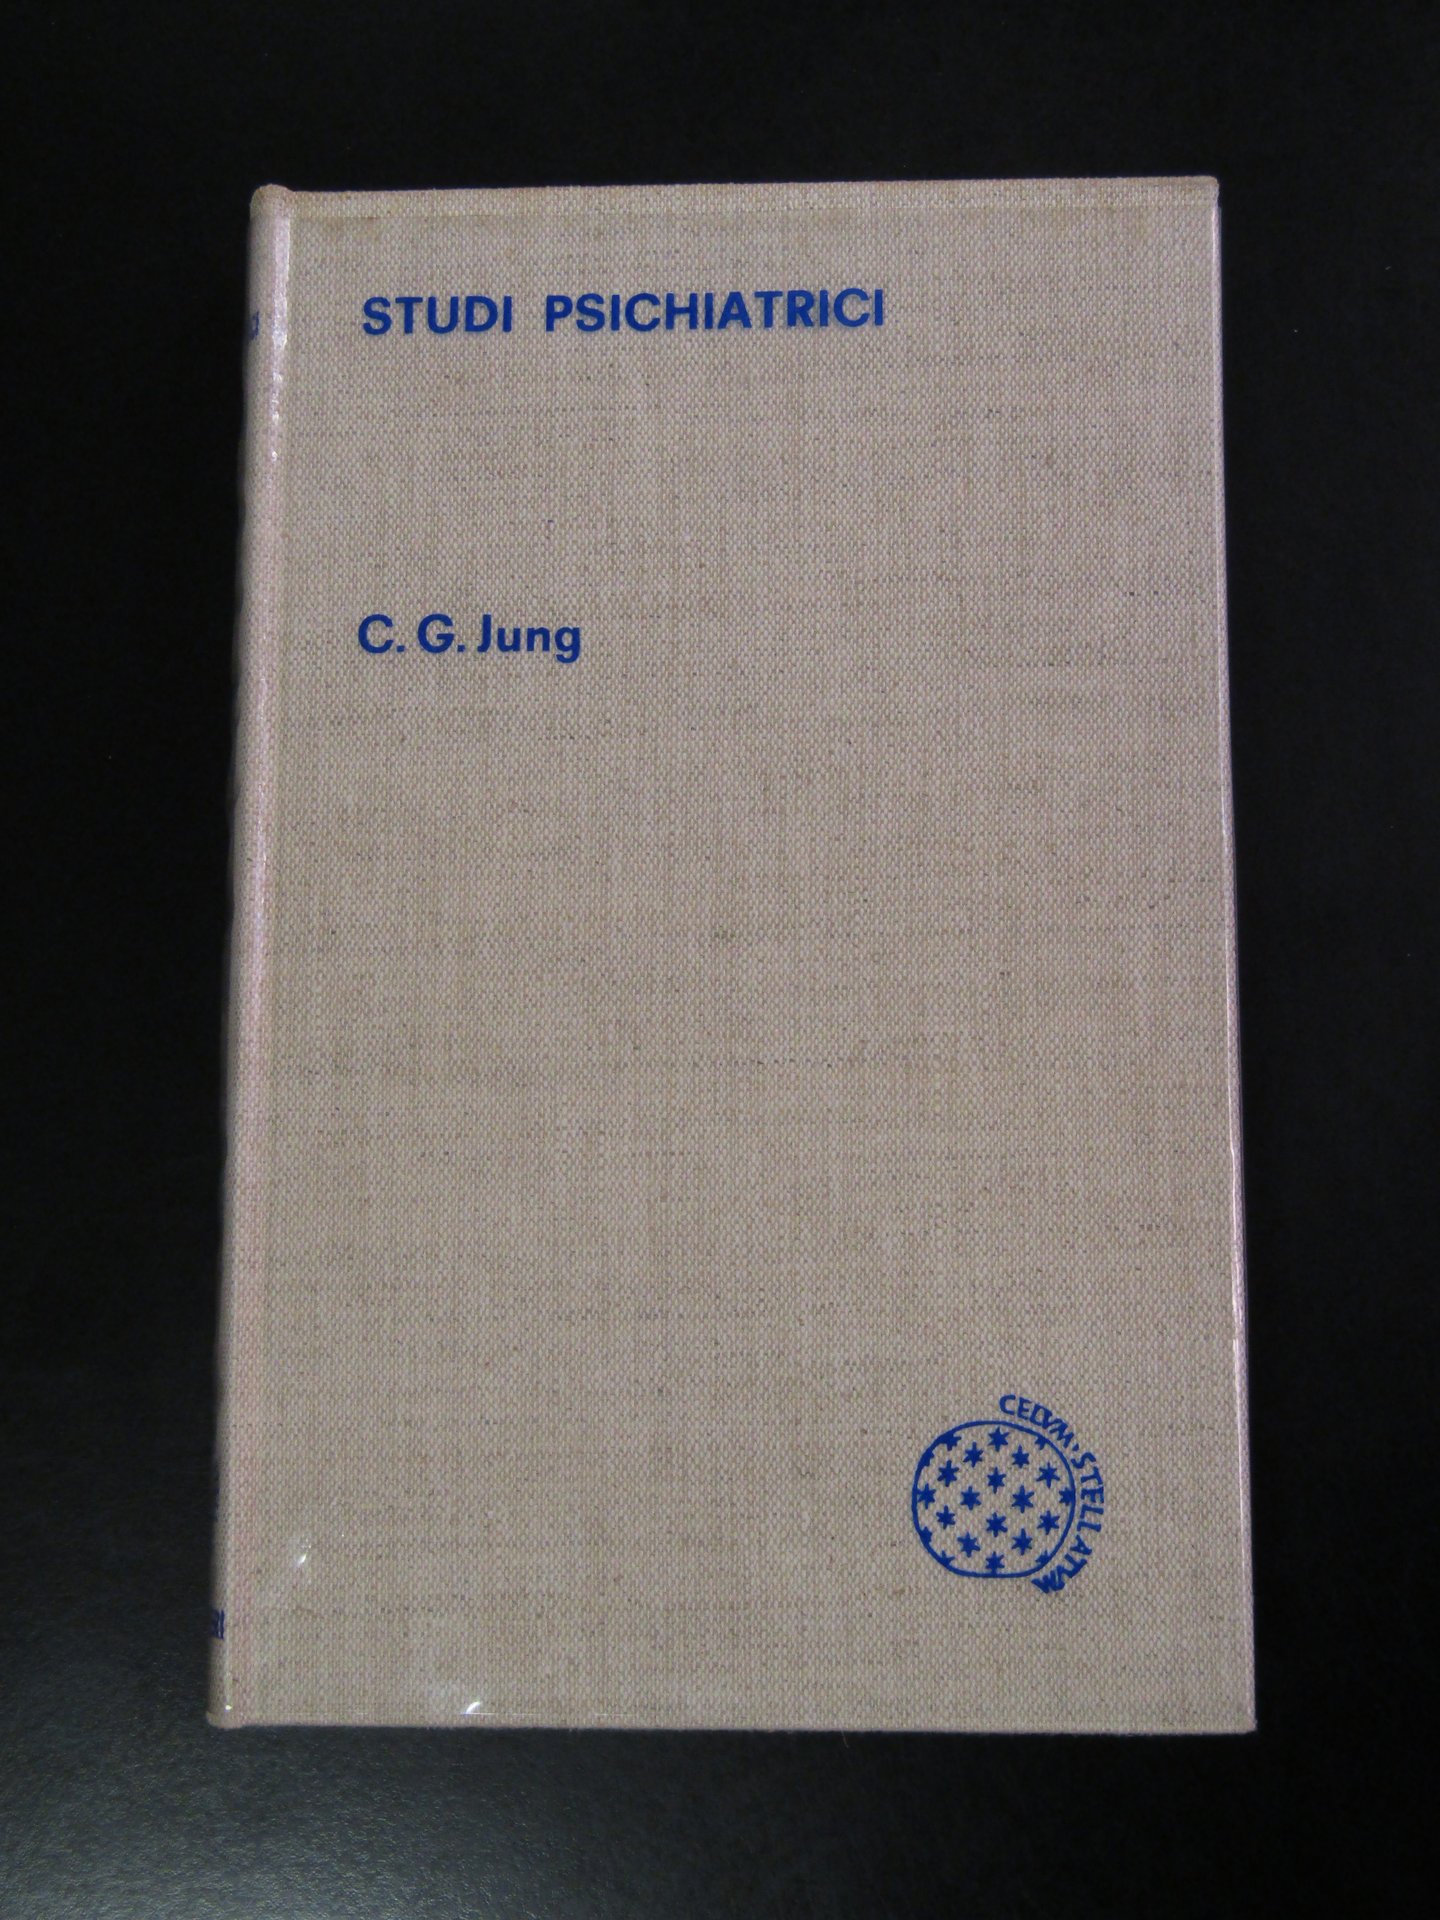 STUDI PSICHIATRICI
C. G. Jung
CELVM · STELLATVM